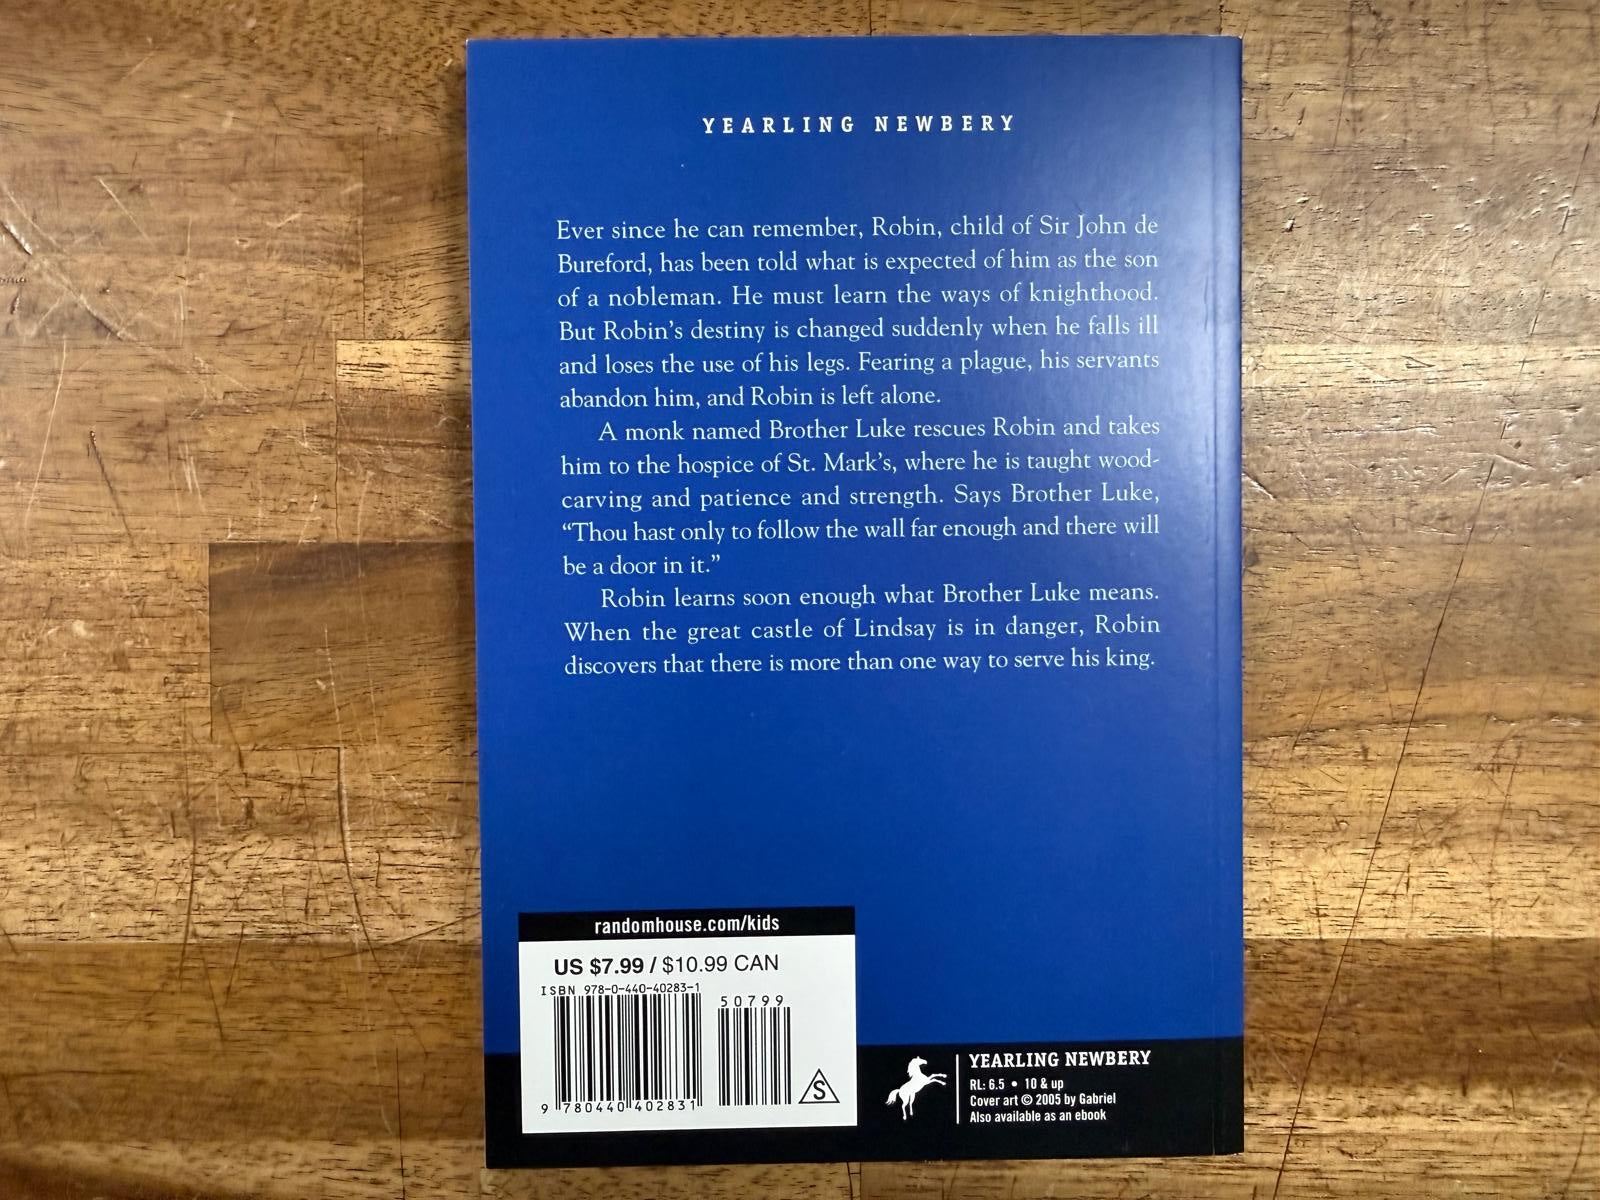 YEARLING NEWBERY
Ever since he can remember, Robin, child of Sir John de
Bureford, has been told what is expected of him as the son
of a nobleman. He must learn the ways of knighthood.
But Robin's destiny is changed suddenly when he falls ill
and loses the use of his legs. Fearing a plague, his servants
abandon him, and Robin is left alone.
A monk named Brother Luke rescues Robin and takes
him to the hospice of St. Mark's, where he is taught wood-
carving and patience and strength. Says Brother Luke,
“Thou hast only to follow the wall far enough and there will
be a door in it.”
Robin learns soon enough what Brother Luke means.
When the great castle of Lindsay is in danger, Robin
discovers that there is more than one way to serve his king.
randomhouse.com/kids
US $7.99 / $10.99 CAN
ISBN 978-0-440-40283-1
50799
9 780440 402831
S
YEARLING NEWBERY
RL: 6.5 • 10 & up
Cover art © 2005 by Gabriel
Also available as an ebook